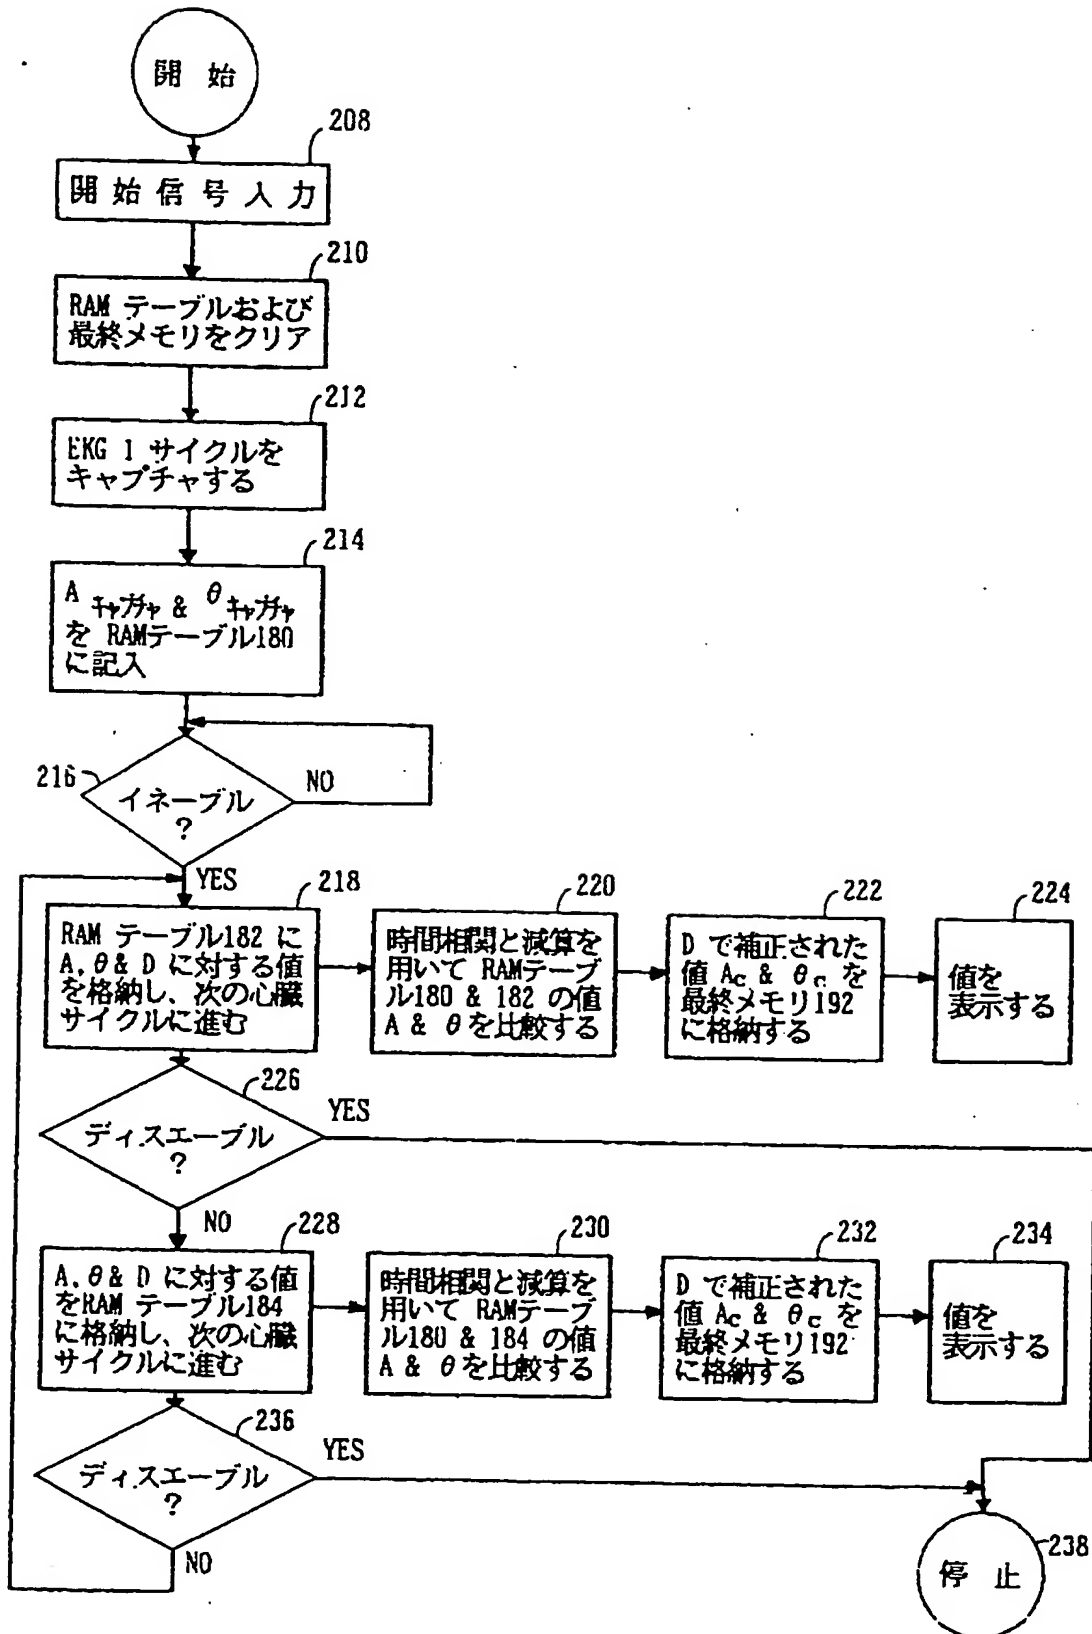 開 始
208
開 始 信 号 入 力
210
RAM テーブルおよび
最終メモリをクリア
212
EKG 1 サイクルを
キャプチャする
214
A キャプチャ & θ キャプチャ
を RAMテーブル180
に記入
216
イネーブル
?
NO
YES
218
RAM テーブル182 に
A, θ & D に対する値
を格納し、次の心臓
サイクルに進む
220
時間相関と減算を
用いて RAMテーブ
ル180 & 182 の値
A & θ を比較する
222
D で補正された
値 Ac & θc を
最終メモリ192
に格納する
224
値を
表示する
226
ディスエーブル
?
YES
NO
228
A, θ & D に対する値
をRAM テーブル184
に格納し、次の心臓
サイクルに進む
230
時間相関と減算を
用いて RAMテーブ
ル180 & 184 の値
A & θ を比較する
232
D で補正された
値 Ac & θc を
最終メモリ192
に格納する
234
値を
表示する
236
ディスエーブル
?
YES
NO
238
停 止